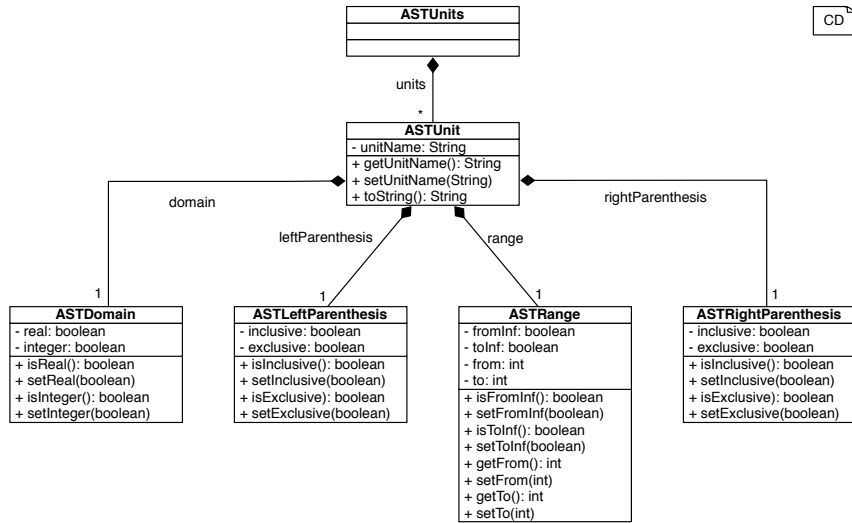 ASTUnits
CD
units
*
ASTUnit
- unitName: String
+ getUnitName(): String
+ setUnitName(String)
+ toString(): String
domain
leftParenthesis
range
rightParenthesis
1
1
1
1
ASTDomain
- real: boolean
- integer: boolean
+ isReal(): boolean
+ setReal(boolean)
+ isInteger(): boolean
+ setInteger(boolean)
ASTLeftParenthesis
- inclusive: boolean
- exclusive: boolean
+ isInclusive(): boolean
+ setInclusive(boolean)
+ isExclusive): boolean
+ setExclusive(boolean)
ASTRange
- fromInf: boolean
- toInf: boolean
- from: int
- to: int
+ isFromInf(): boolean
+ setFromInf(boolean)
+ isToInf(): boolean
+ setToInf(boolean)
+ getFrom(): int
+ setFrom(int)
+ getTo(): int
+ setTo(int)
ASTRightParenthesis
- inclusive: boolean
- exclusive: boolean
+ isInclusive(): boolean
+ setInclusive(boolean)
+ isExclusive): boolean
+ setExclusive(boolean)